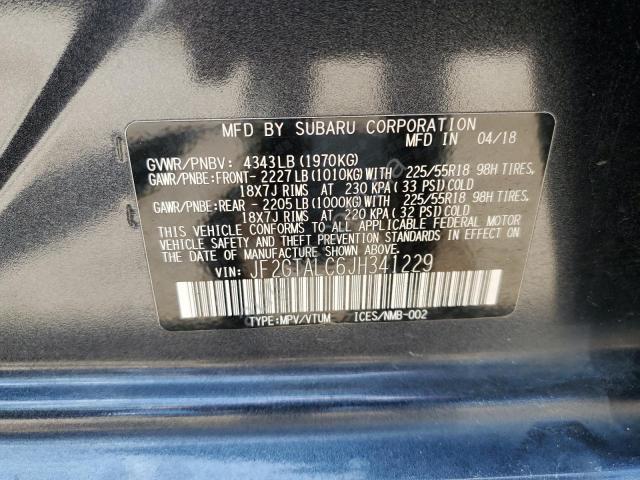 MFD BY SUBARU CORPORATION
MFD IN 04/18
GVWR/PNBV: 4343LB(1970KG)
GAWR/PNBE:FRONT- 2227LB(1010KG)WITH 225/55R18 98H TIRES,
18X7J RIMS AT 230 KPA(33 PSI)COLD
GAWR/PNBE:REAR - 2205LB(1000KG)WITH 225/55R18 98H TIRES,
18X7J RIMS AT 220 KPA(32 PSI)COLD
THIS VEHICLE CONFORMS TO ALL APPLICABLE FEDERAL MOTOR
VEHICLE SAFETY AND THEFT PREVENTION STANDARDS IN EFFECT
ON THE DATE OF MANUFACTURE SHOWN ABOVE.
VIN: JF2GTALC6JH341229
TYPE:MPV/VTUM ICES/NMB-002